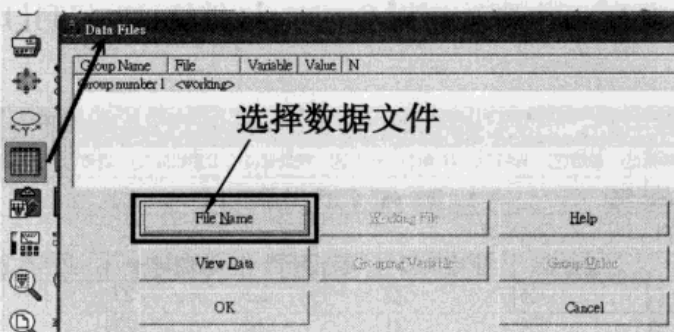 Data Files
Group Name File Variable Value N
Group number 1 <working>
选择数据文件
File Name Working File Help
View Data Grouping Variable Group Value
OK Cancel